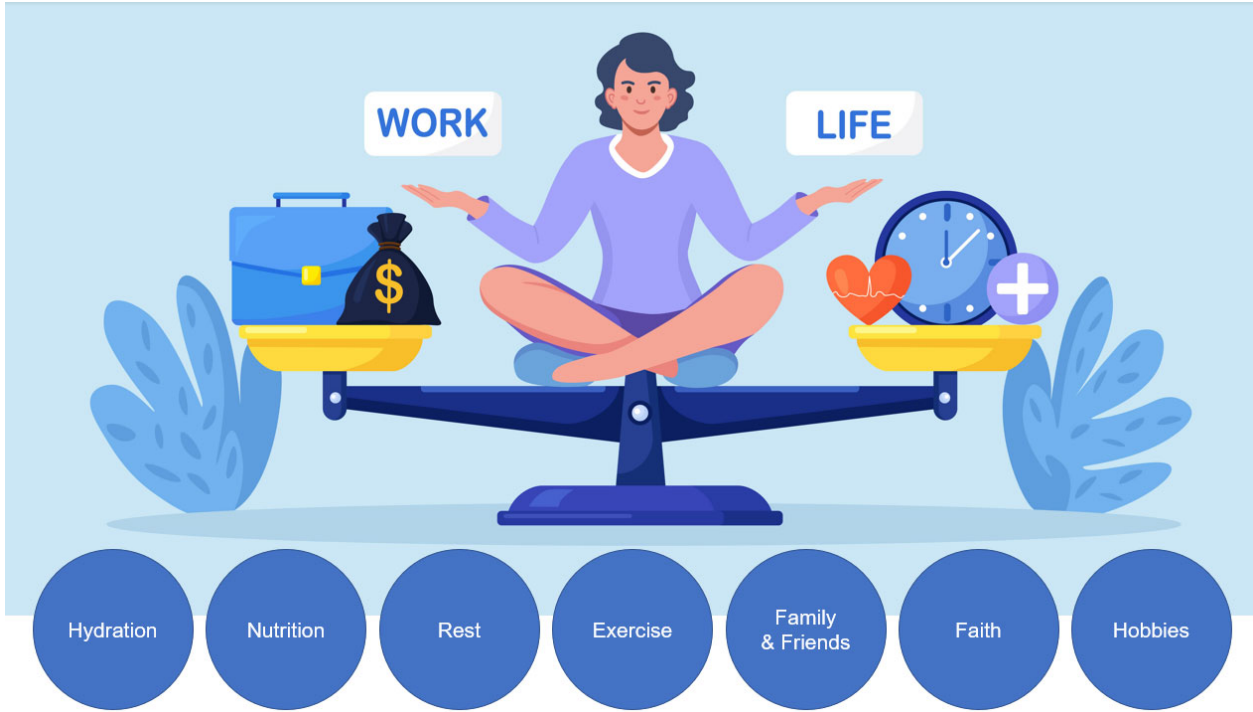 WORK
LIFE
$
Hydration
Nutrition
Rest
Exercise
Family
& Friends
Faith
Hobbies